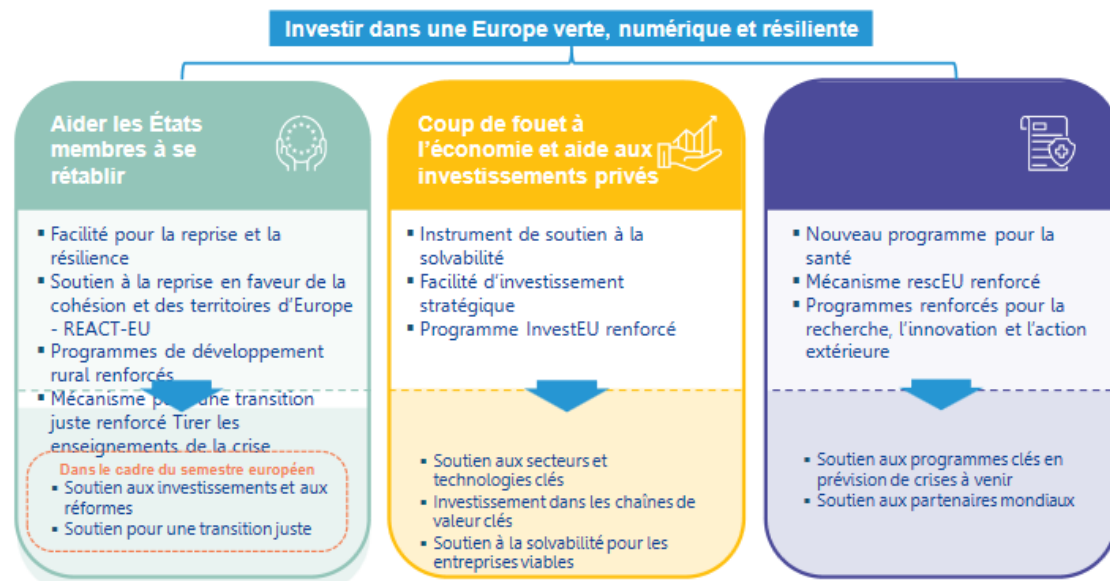 Investir dans une Europe verte, numérique et résiliente
Aider les États
membres à se
rétablir
▪ Facilité pour la reprise et la
résilience
▪ Soutien à la reprise en faveur de la
cohésion et des territoires d'Europe
- REACT-EU
▪ Programmes de développement
rural renforcés
▪ Mécanisme une transition
juste renforcé Tirer les
enseignements de la crise
Dans le cadre du semestre européen
▪ Soutien aux investissements et aux
réformes
▪ Soutien pour une transition juste
Coup de fouet à
l'économie et aide aux
investissements privés
▪ Instrument de soutien à la
solvabilité
▪ Facilité d'investissement
stratégique
▪ Programme InvestEU renforcé
▪ Soutien aux secteurs et
technologies clés
▪ Investissement dans les chaînes de
valeur clés
▪ Soutien à la solvabilité pour les
entreprises viables
▪ Nouveau programme pour la
santé
▪ Mécanisme rescEU renforcé
▪ Programmes renforcés pour la
recherche, l'innovation et l'action
extérieure
▪ Soutien aux programmes clés en
prévision de crises à venir
▪ Soutien aux partenaires mondiaux